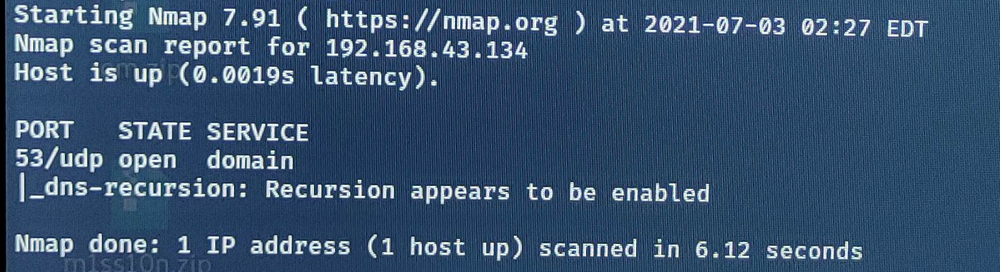 Starting Nmap 7.91 ( https://nmap.org ) at 2021-07-03 02:27 EDT
Nmap scan report for 192.168.43.134
Host is up (0.0019s latency).
PORT STATE SERVICE
53/udp open domain
|_dns-recursion: Recursion appears to be enabled
Nmap done: 1 IP address (1 host up) scanned in 6.12 seconds
m1ss10n.zip